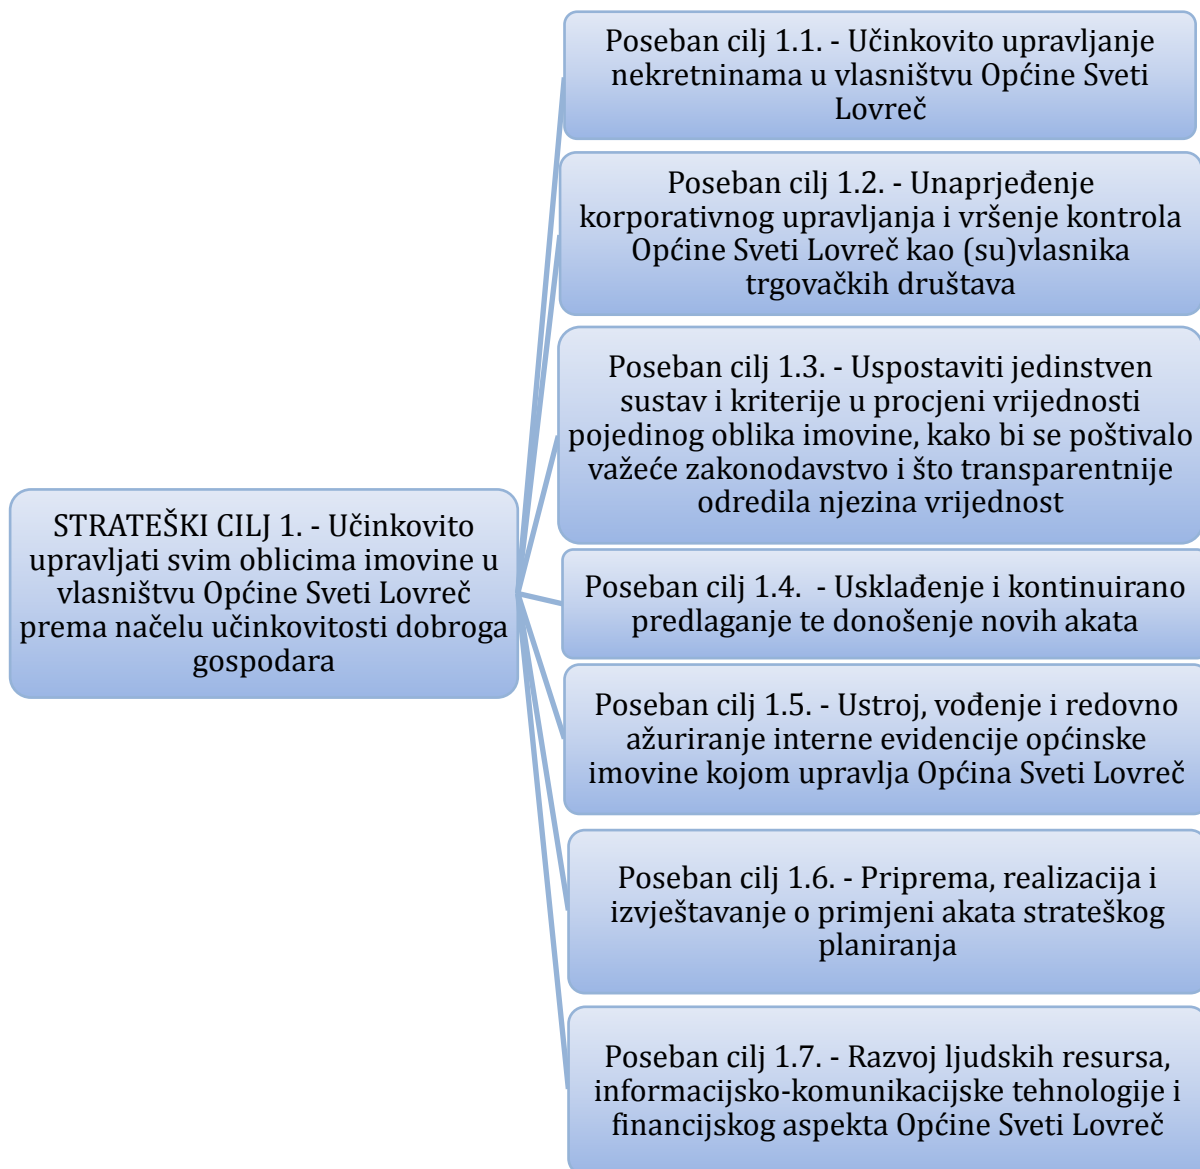 STRATEŠKI CILJ 1. - Učinkovito
upravljati svim oblicima imovine u
vlasništvu Općine Sveti Lovreč
prema načelu učinkovitosti dobroga
gospodara
Poseban cilj 1.1. - Učinkovito upravljanje
nekretninama u vlasništvu Općine Sveti
Lovreč
Poseban cilj 1.2. - Unaprjeđenje
korporativnog upravljanja i vršenje kontrola
Općine Sveti Lovreč kao (su)vlasnika
trgovačkih društava
Poseban cilj 1.3. - Uspostaviti jedinstven
sustav i kriterije u procjeni vrijednosti
pojedinog oblika imovine, kako bi se poštivalo
važeće zakonodavstvo i što transparentnije
odredila njezina vrijednost
Poseban cilj 1.4.  - Usklađenje i kontinuirano
predlaganje te donošenje novih akata
Poseban cilj 1.5. - Ustroj, vođenje i redovno
ažuriranje interne evidencije općinske
imovine kojom upravlja Općina Sveti Lovreč
Poseban cilj 1.6. - Priprema, realizacija i
izvještavanje o primjeni akata strateškog
planiranja
Poseban cilj 1.7. - Razvoj ljudskih resursa,
informacijsko-komunikacijske tehnologije i
financijskog aspekta Općine Sveti Lovreč